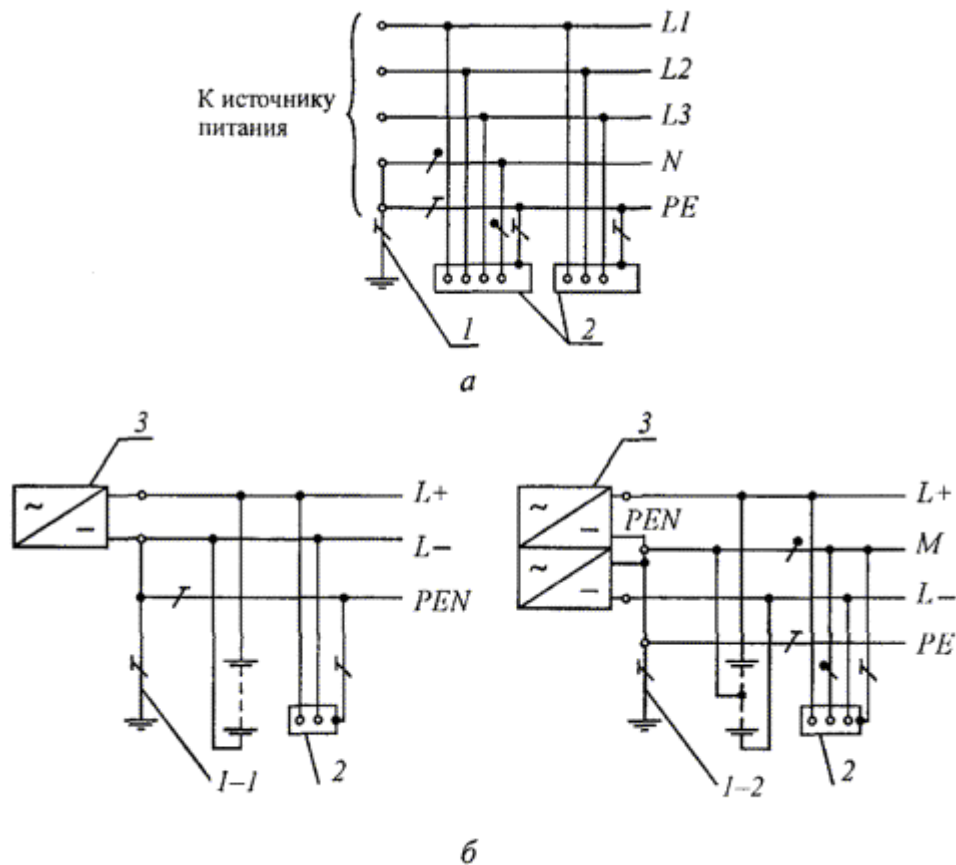 L1
L2
К источнику
питания
L3
N
PE
1
2
а
3
3
L+
L+
PEN
L–
M
PEN
L–
PE
1–1
2
1–2
2
б